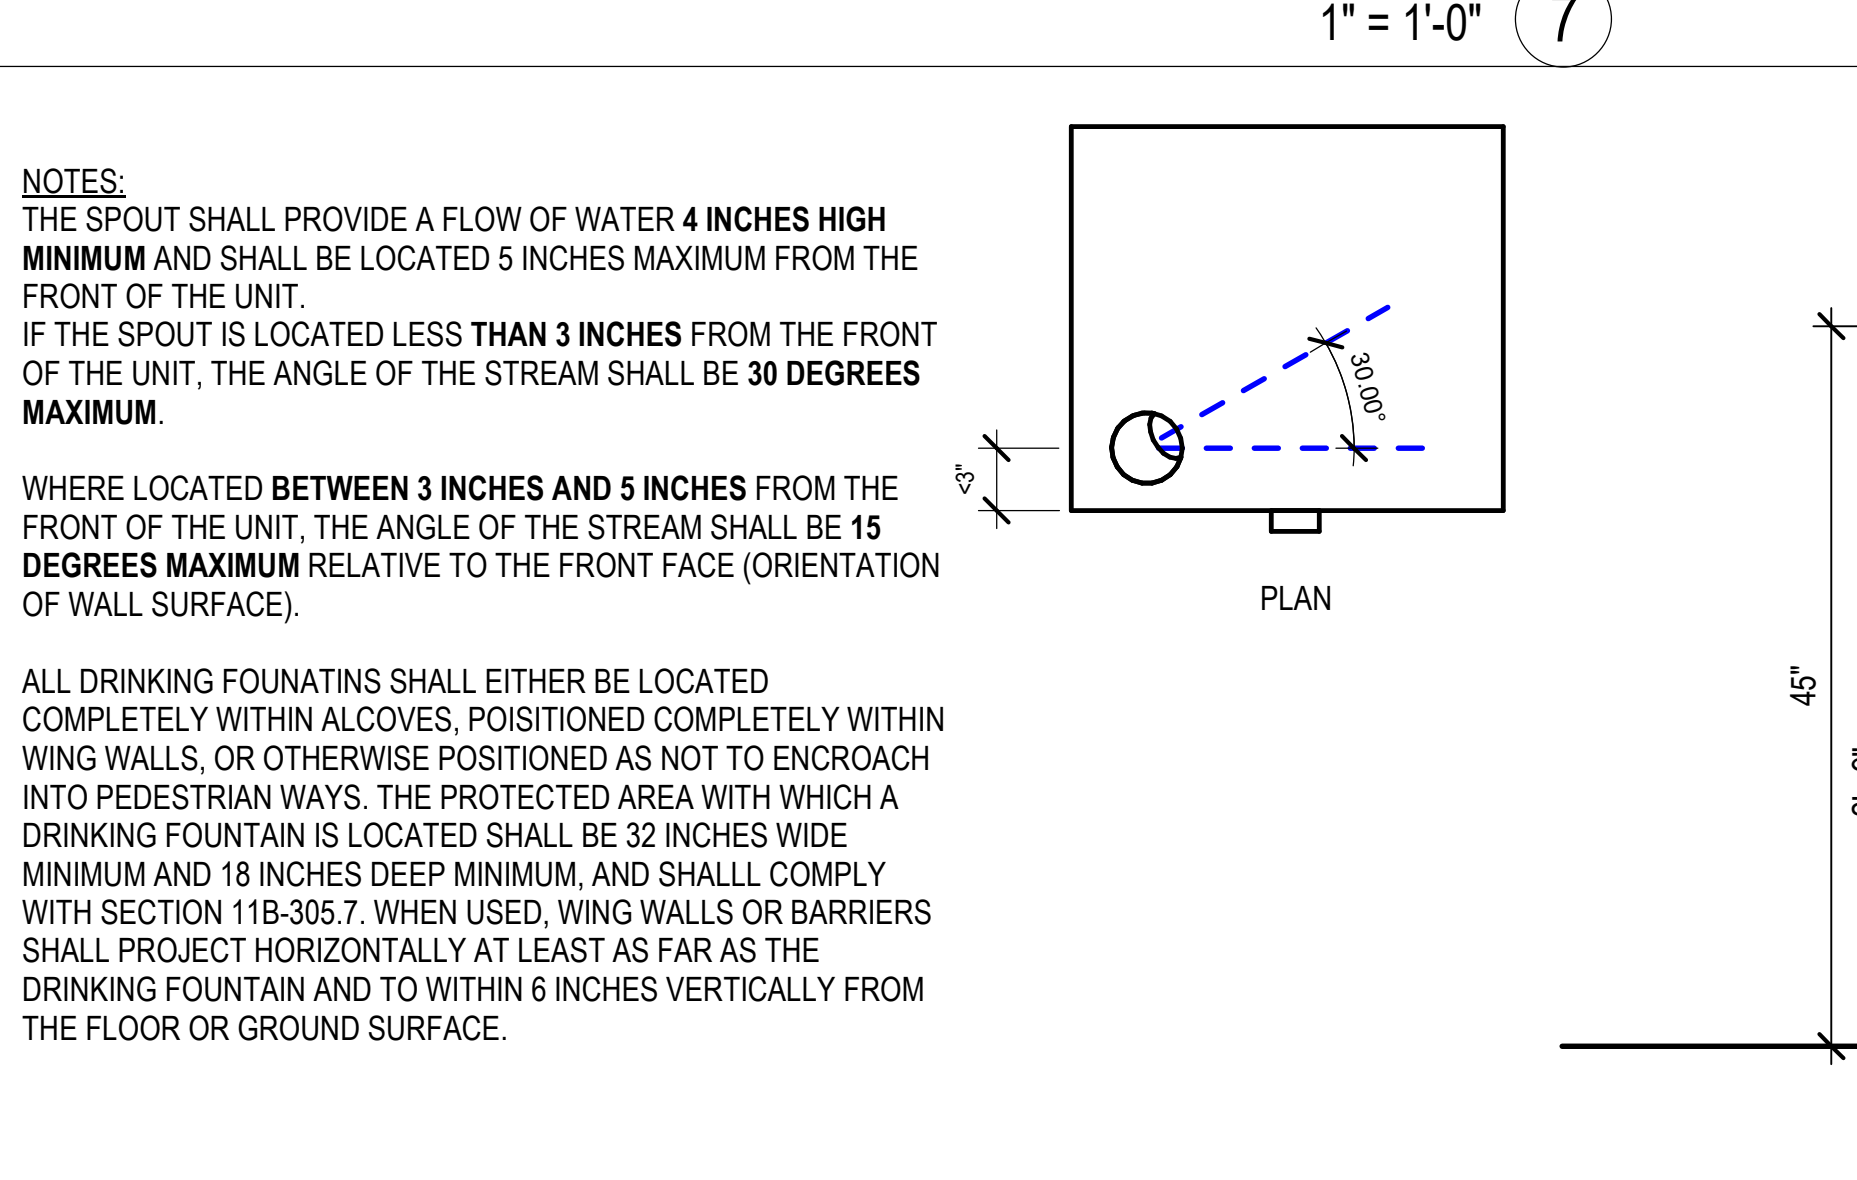 1" = 1'-0"
7
NOTES:
THE SPOUT SHALL PROVIDE A FLOW OF WATER 4 INCHES HIGH
MINIMUM AND SHALL BE LOCATED 5 INCHES MAXIMUM FROM THE
FRONT OF THE UNIT.
IF THE SPOUT IS LOCATED LESS THAN 3 INCHES FROM THE FRONT
OF THE UNIT, THE ANGLE OF THE STREAM SHALL BE 30 DEGREES
MAXIMUM.
WHERE LOCATED BETWEEN 3 INCHES AND 5 INCHES FROM THE
FRONT OF THE UNIT, THE ANGLE OF THE STREAM SHALL BE 15
DEGREES MAXIMUM RELATIVE TO THE FRONT FACE (ORIENTATION
OF WALL SURFACE).
ALL DRINKING FOUNATINS SHALL EITHER BE LOCATED
COMPLETELY WITHIN ALCOVES, POISITIONED COMPLETELY WITHIN
WING WALLS, OR OTHERWISE POSITIONED AS NOT TO ENCROACH
INTO PEDESTRIAN WAYS. THE PROTECTED AREA WITH WHICH A
DRINKING FOUNTAIN IS LOCATED SHALL BE 32 INCHES WIDE
MINIMUM AND 18 INCHES DEEP MINIMUM, AND SHALLL COMPLY
WITH SECTION 11B-305.7. WHEN USED, WING WALLS OR BARRIERS
SHALL PROJECT HORIZONTALLY AT LEAST AS FAR AS THE
DRINKING FOUNTAIN AND TO WITHIN 6 INCHES VERTICALLY FROM
THE FLOOR OR GROUND SURFACE.
<3"
30.00°
PLAN
45"